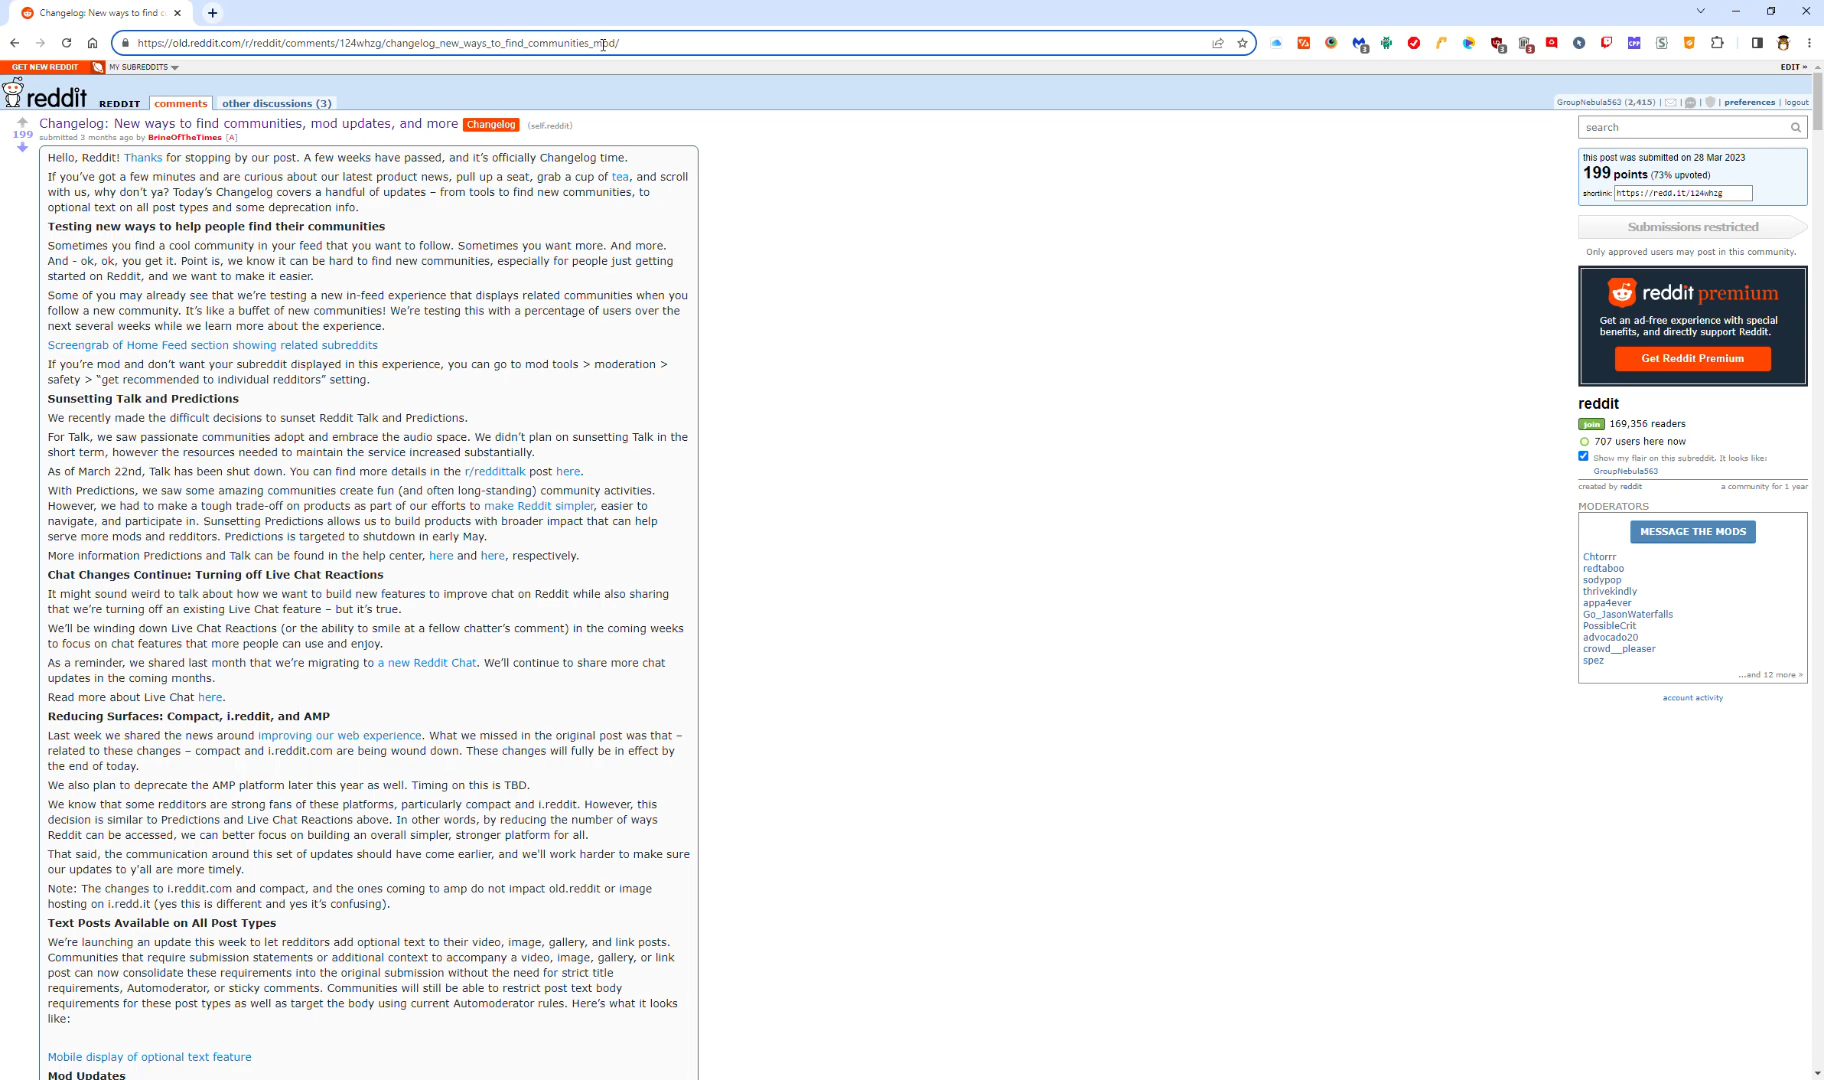 Changelog: New ways to find c
https://old.reddit.com/r/reddit/comments/124whzg/changelog_new_ways_to_find_communities_mod/
GET NEW REDDIT MY SUBREDDITS EDIT »
reddit REDDIT comments other discussions (3)
GroupNebula563 (2,415) | | | | preferences | logout
199
Changelog: New ways to find communities, mod updates, and more Changelog (self.reddit)
submitted 3 months ago by BrineOfTheTimes [A]
Hello, Reddit! Thanks for stopping by our post. A few weeks have passed, and it’s officially Changelog time.
If you’ve got a few minutes and are curious about our latest product news, pull up a seat, grab a cup of tea, and scroll
with us, why don’t ya? Today’s Changelog covers a handful of updates – from tools to find new communities, to
optional text on all post types and some deprecation info.
Testing new ways to help people find their communities
Sometimes you find a cool community in your feed that you want to follow. Sometimes you want more. And more.
And - ok, ok, you get it. Point is, we know it can be hard to find new communities, especially for people just getting
started on Reddit, and we want to make it easier.
Some of you may already see that we’re testing a new in-feed experience that displays related communities when you
follow a new community. It’s like a buffet of new communities! We’re testing this with a percentage of users over the
next several weeks while we learn more about the experience.
Screengrab of Home Feed section showing related subreddits
If you’re mod and don’t want your subreddit displayed in this experience, you can go to mod tools > moderation >
safety > “get recommended to individual redditors” setting.
Sunsetting Talk and Predictions
We recently made the difficult decisions to sunset Reddit Talk and Predictions.
For Talk, we saw passionate communities adopt and embrace the audio space. We didn’t plan on sunsetting Talk in the
short term, however the resources needed to maintain the service increased substantially.
As of March 22nd, Talk has been shut down. You can find more details in the r/reddittalk post here.
With Predictions, we saw some amazing communities create fun (and often long-standing) community activities.
However, we had to make a tough trade-off on products as part of our efforts to make Reddit simpler, easier to
navigate, and participate in. Sunsetting Predictions allows us to build products with broader impact that can help
serve more mods and redditors. Predictions is targeted to shutdown in early May.
More information Predictions and Talk can be found in the help center, here and here, respectively.
Chat Changes Continue: Turning off Live Chat Reactions
It might sound weird to talk about how we want to build new features to improve chat on Reddit while also sharing
that we’re turning off an existing Live Chat feature – but it’s true.
We’ll be winding down Live Chat Reactions (or the ability to smile at a fellow chatter’s comment) in the coming weeks
to focus on chat features that more people can use and enjoy.
As a reminder, we shared last month that we’re migrating to a new Reddit Chat. We’ll continue to share more chat
updates in the coming months.
Read more about Live Chat here.
Reducing Surfaces: Compact, i.reddit, and AMP
Last week we shared the news around improving our web experience. What we missed in the original post was that –
related to these changes – compact and i.reddit.com are being wound down. These changes will fully be in effect by
the end of today.
We also plan to deprecate the AMP platform later this year as well. Timing on this is TBD.
We know that some redditors are strong fans of these platforms, particularly compact and i.reddit. However, this
decision is similar to Predictions and Live Chat Reactions above. In other words, by reducing the number of ways
Reddit can be accessed, we can better focus on building an overall simpler, stronger platform for all.
That said, the communication around this set of updates should have come earlier, and we’ll work harder to make sure
our updates to y’all are more timely.
Note: The changes to i.reddit.com and compact, and the ones coming to amp do not impact old.reddit or image
hosting on i.redd.it (yes this is different and yes it’s confusing).
Text Posts Available on All Post Types
We’re launching an update this week to let redditors add optional text to their video, image, gallery, and link posts.
Communities that require submission statements or additional context to accompany a video, image, gallery, or link
post can now consolidate these requirements into the original submission without the need for strict title
requirements, Automoderator, or sticky comments. Communities will still be able to restrict post text body
requirements for these post types as well as target the body using current Automoderator rules. Here’s what it looks
like:
Mobile display of optional text feature
Mod Updates
search
this post was submitted on 28 Mar 2023
199 points (73% upvoted)
shortlink: https://redd.it/124whzg
Submissions restricted
Only approved users may post in this community.
reddit premium
Get an ad-free experience with special
benefits, and directly support Reddit.
Get Reddit Premium
reddit
join 169,356 readers
707 users here now
Show my flair on this subreddit. It looks like:
GroupNebula563
created by reddit a community for 1 year
MODERATORS
MESSAGE THE MODS
Chtorrr
redtaboo
sodypop
thrivekindly
appa4ever
Go_JasonWaterfalls
PossibleCrit
advocado20
crowd__pleaser
spez
...and 12 more »
account activity